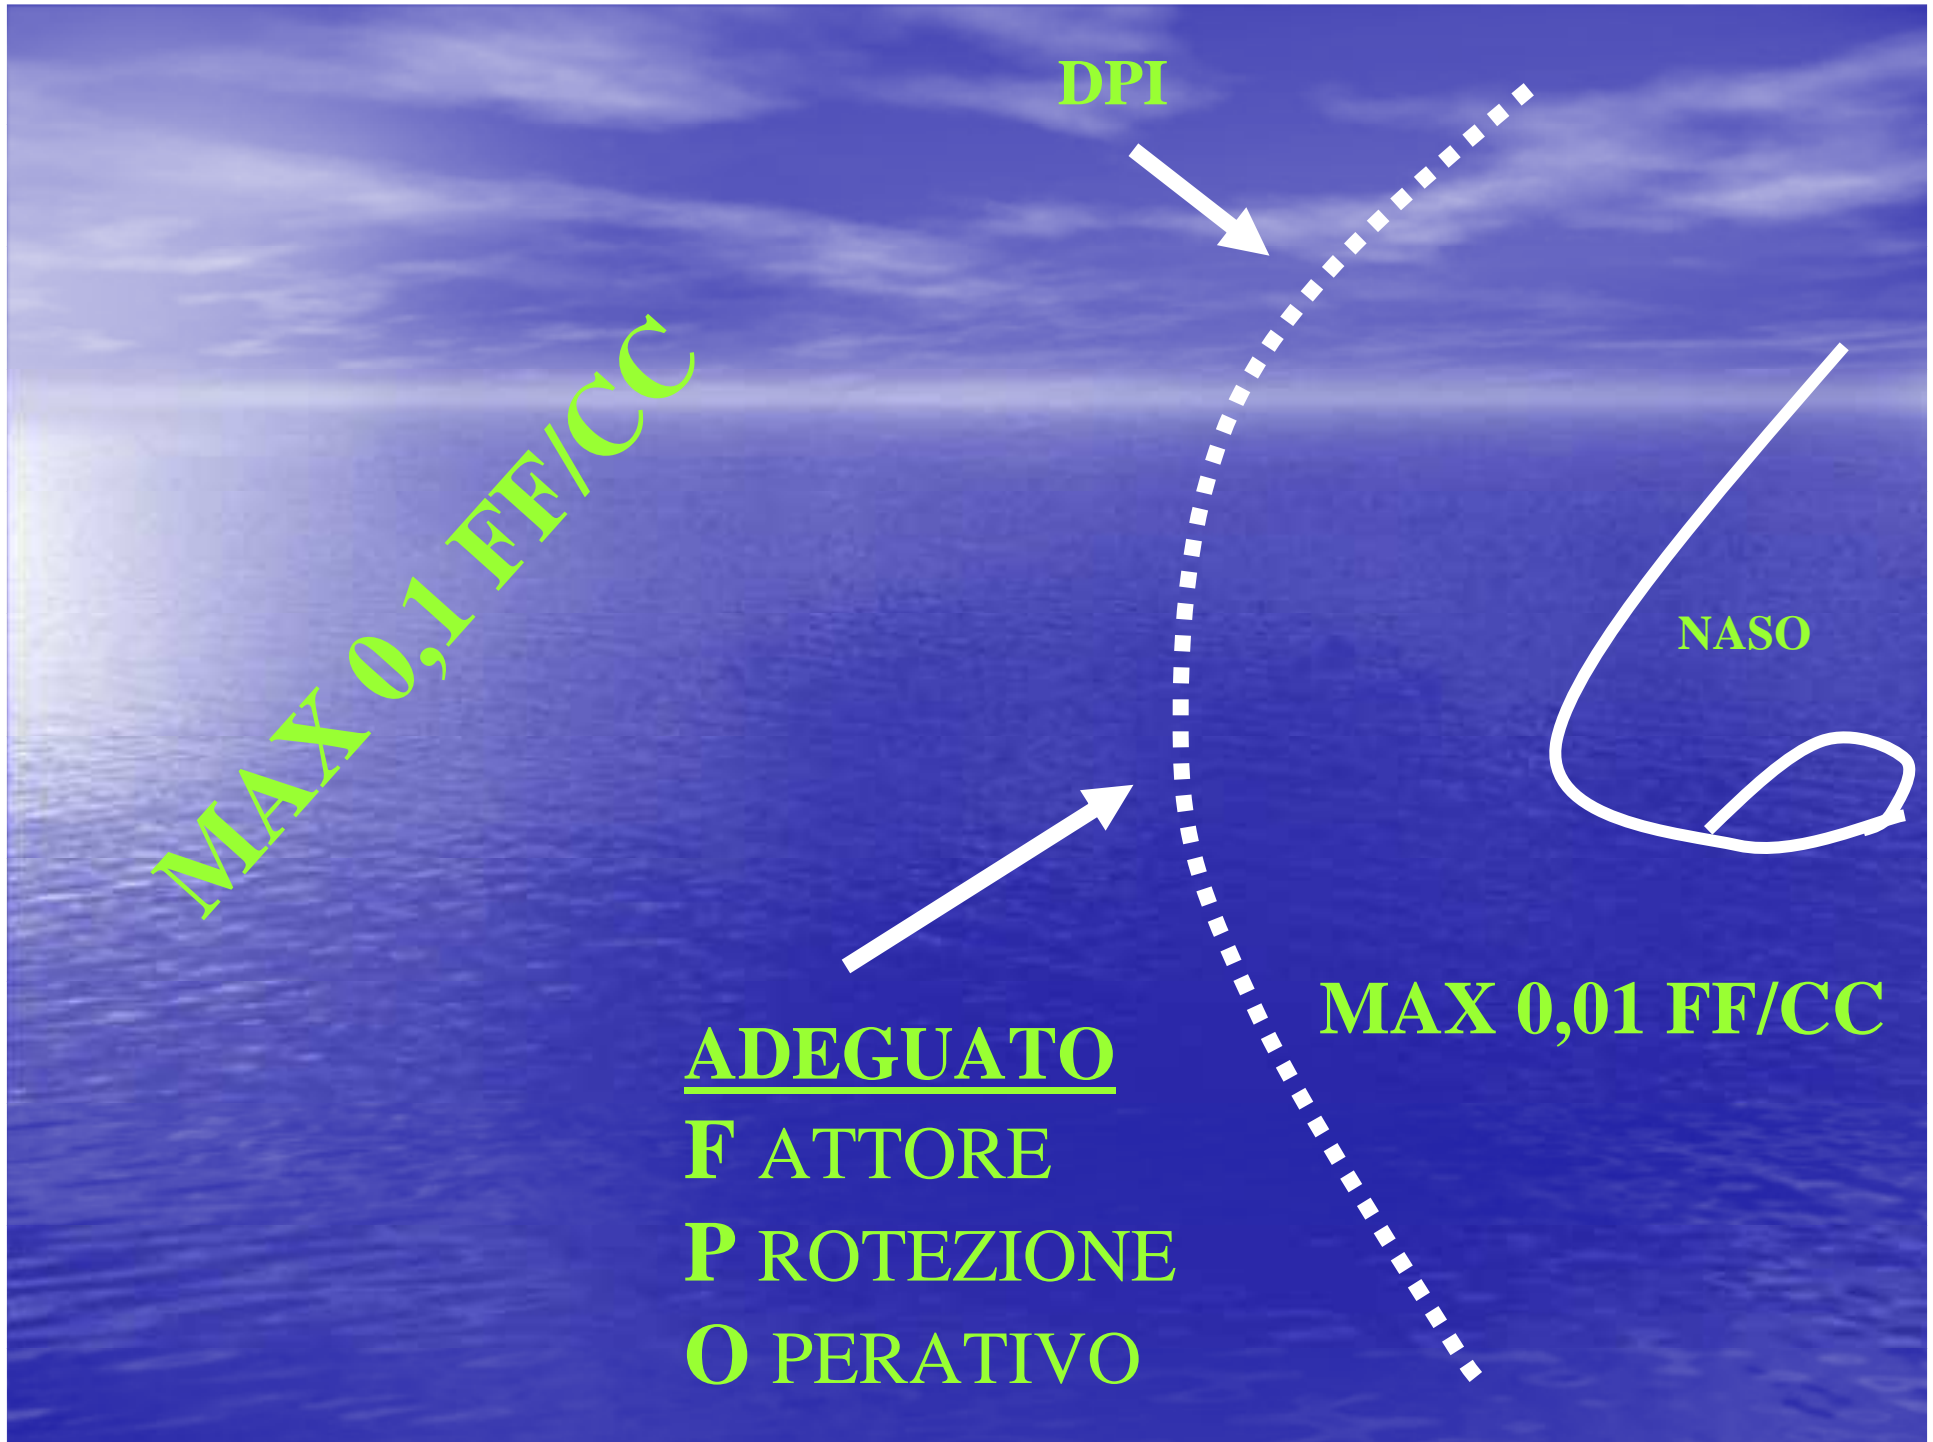 DPI
MAX 0,1 FF/CC
NASO
MAX 0,01 FF/CC
ADEGUATO
F ATTORE
P ROTEZIONE
O PERATIVO